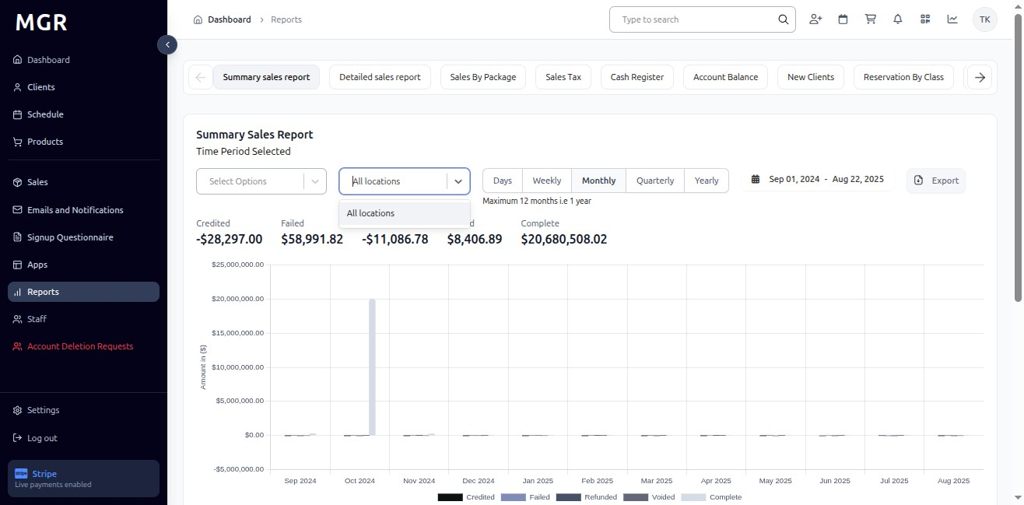 MGR
Dashboard
Clients
Schedule
Products
Sales
Emails and Notifications
Signup Questionnaire
Apps
Reports
Staff
Account Deletion Requests
Settings
Log out
Stripe
Live payments enabled
Dashboard > Reports
Type to search
TK
Summary sales report
Detailed sales report
Sales By Package
Sales Tax
Cash Register
Account Balance
New Clients
Reservation By Class
Summary Sales Report
Time Period Selected
Select Options
All locations
All locations
Days
Weekly
Monthly
Quarterly
Yearly
Maximum 12 months i.e 1 year
Sep 01, 2024 - Aug 22, 2025
Export
Credited
-$28,297.00
Failed
$58,991.82
-$11,086.78
$8,406.89
Complete
$20,680,508.02
Amount in ($)
$25,000,000.00
$20,000,000.00
$15,000,000.00
$10,000,000.00
$5,000,000.00
$0.00
-$5,000,000.00
Sep 2024 Oct 2024 Nov 2024 Dec 2024 Jan 2025 Feb 2025 Mar 2025 Apr 2025 May 2025 Jun 2025 Jul 2025 Aug 2025
Credited Failed Refunded Voided Complete